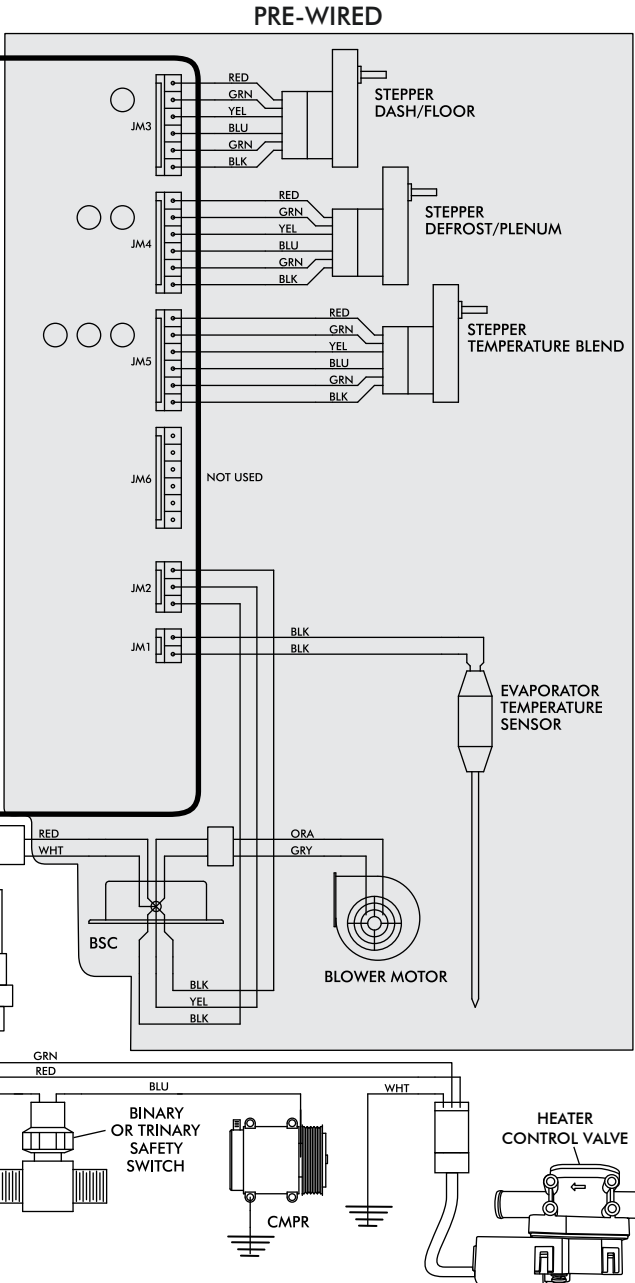 PRE-WIRED
RED
GRN
YEL
BLU
GRN
BLK
JM3
STEPPER
DASH/FLOOR
RED
GRN
YEL
BLU
GRN
BLK
JM4
STEPPER
DEFROST/PLENUM
RED
GRN
YEL
BLU
GRN
BLK
JM5
STEPPER
TEMPERATURE BLEND
JM6
NOT USED
JM2
JM1
BLK
BLK
EVAPORATOR
TEMPERATURE
SENSOR
RED
WHT
ORA
GRY
BSC
BLOWER MOTOR
BLK
YEL
BLK
GRN
RED
BLU
WHT
BINARY
OR TRINARY
SAFETY
SWITCH
CMPR
HEATER
CONTROL VALVE